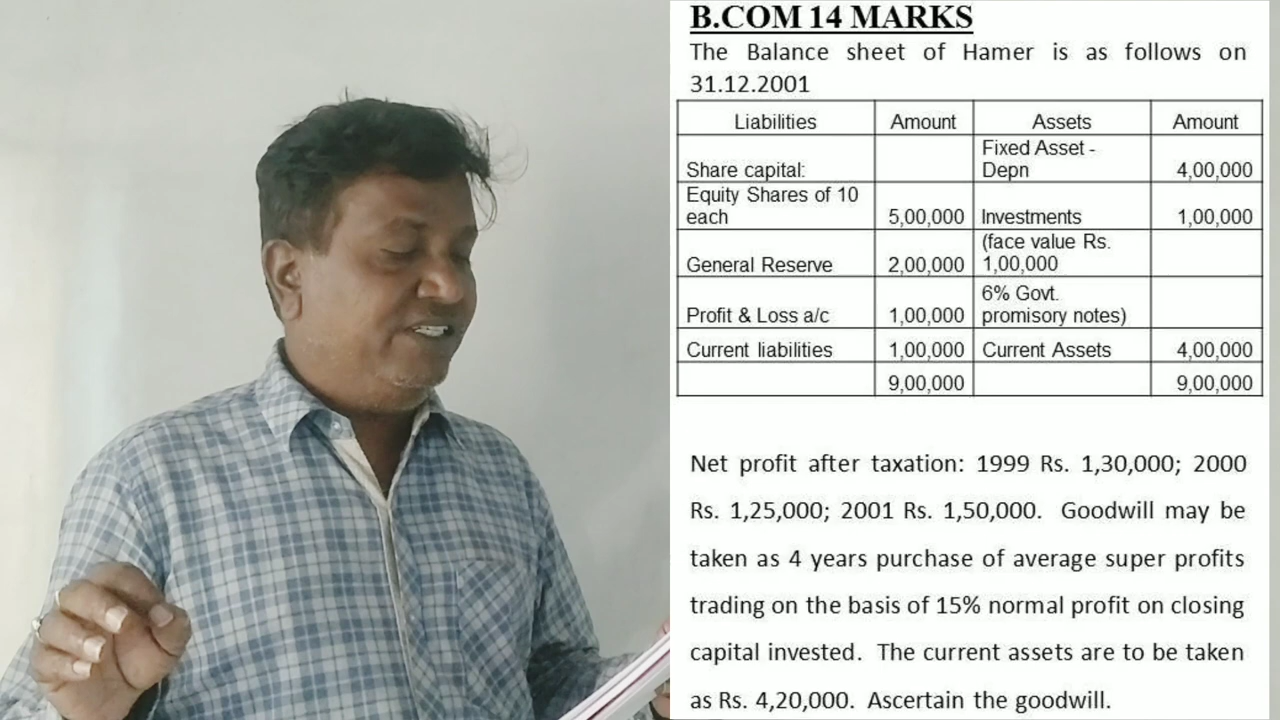 B.COM 14 MARKS
The Balance sheet of Hamer is as follows on
31.12.2001
Liabilities Amount Assets Amount
Share capital: Fixed Asset - Depn 4,00,000
Equity Shares of 10 each 5,00,000 Investments 1,00,000
General Reserve 2,00,000 (face value Rs. 1,00,000
Profit & Loss a/c 1,00,000 6% Govt. promisory notes)
Current liabilities 1,00,000 Current Assets 4,00,000
9,00,000 9,00,000
Net profit after taxation: 1999 Rs. 1,30,000; 2000
Rs. 1,25,000; 2001 Rs. 1,50,000. Goodwill may be
taken as 4 years purchase of average super profits
trading on the basis of 15% normal profit on closing
capital invested. The current assets are to be taken
as Rs. 4,20,000. Ascertain the goodwill.